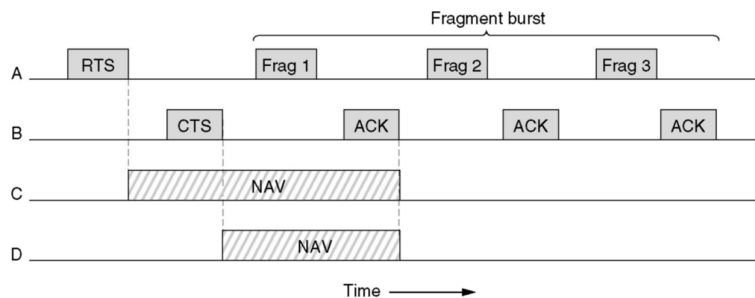 Fragment burst
A RTS Frag 1 Frag 2 Frag 3
B CTS ACK ACK ACK
C NAV
D NAV
Time